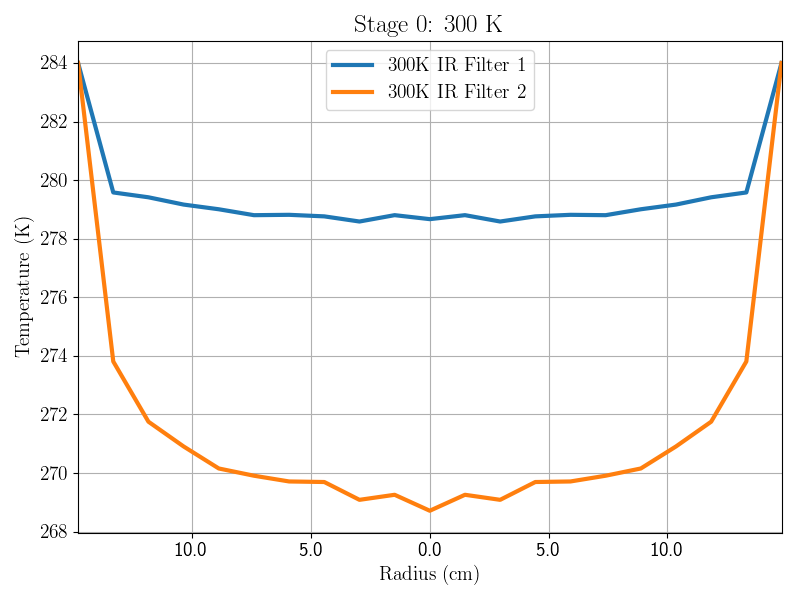 Stage 0: 300 K
300K IR Filter 1
300K IR Filter 2
284
282
280
278
276
274
272
270
268
Temperature (K)
10.0 5.0 0.0 5.0 10.0
Radius (cm)